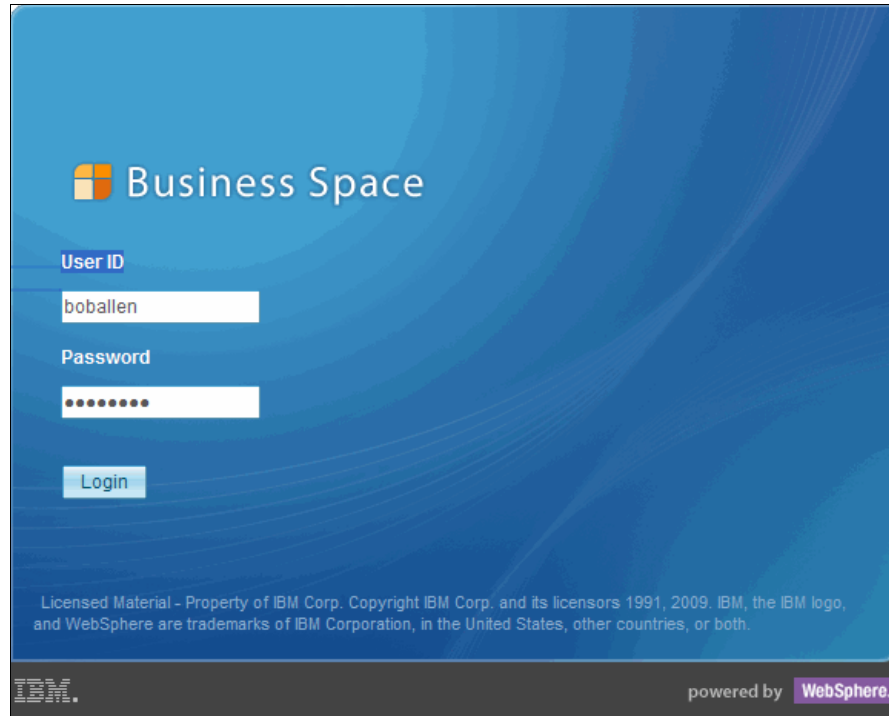 Business Space
User ID
boballen
Password
••••••••
Login
Licensed Material - Property of IBM Corp. Copyright IBM Corp. and its licensors 1991, 2009. IBM, the IBM logo,
and WebSphere are trademarks of IBM Corporation, in the United States, other countries, or both.
IBM. powered by WebSphere.